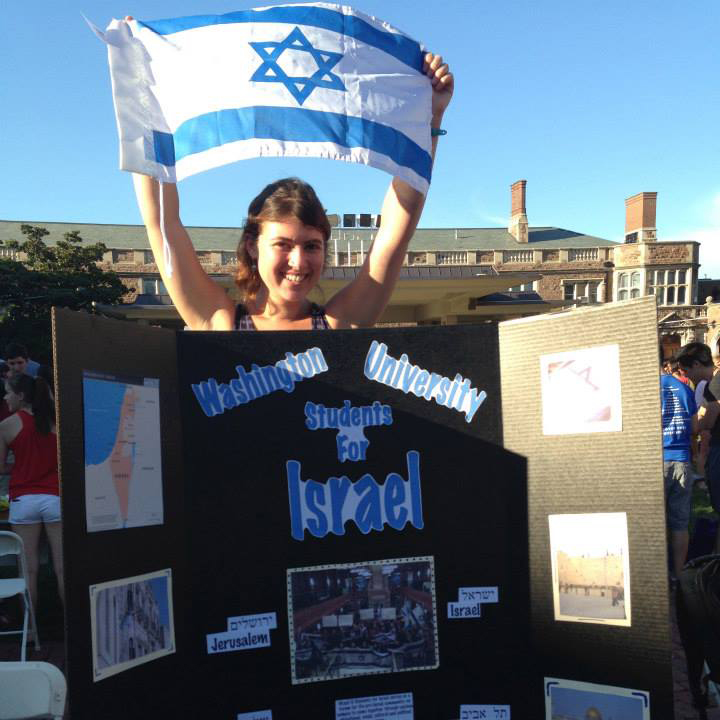 Washington University
Students
For
Israel
ירושלים
Jerusalem
ישראל
Israel
תל אביב